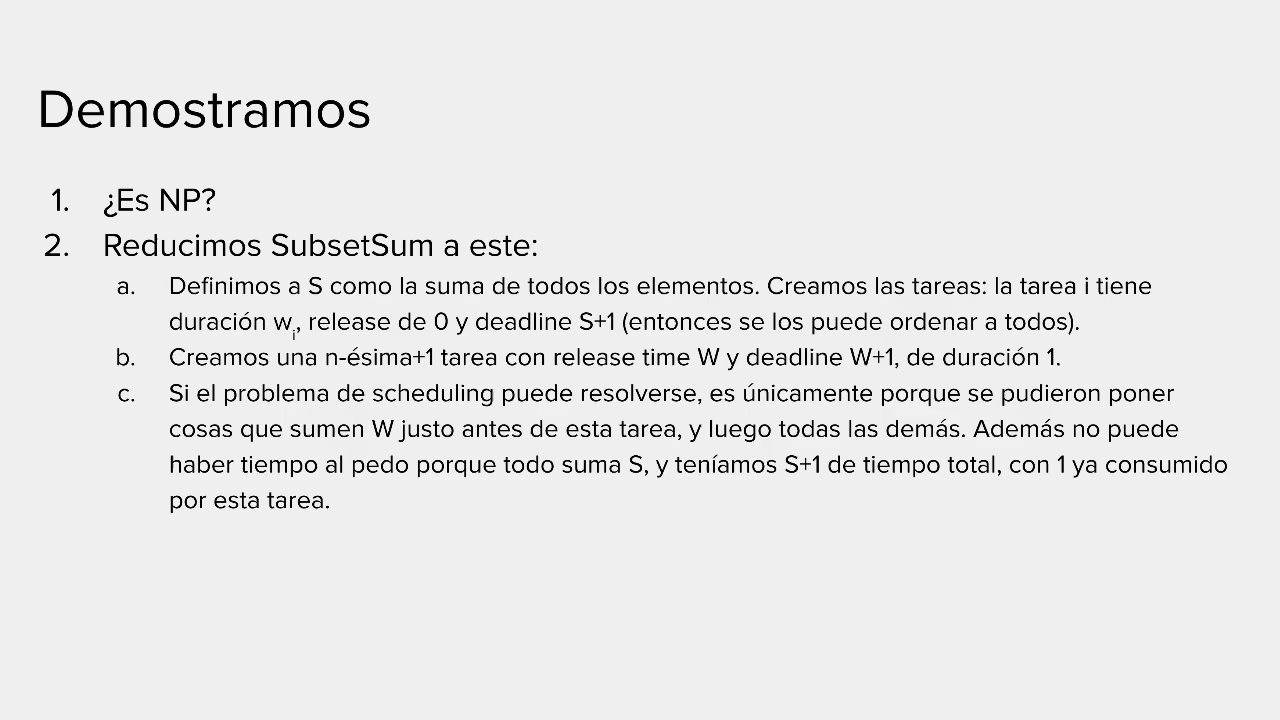 Demostramos
1. ¿Es NP?
2. Reducimos SubsetSum a este:
a. Definimos a S como la suma de todos los elementos. Creamos las tareas: la tarea i tiene
duración wi, release de 0 y deadline S+1 (entonces se los puede ordenar a todos).
b. Creamos una n-ésima+1 tarea con release time W y deadline W+1, de duración 1.
c. Si el problema de scheduling puede resolverse, es únicamente porque se pudieron poner
cosas que sumen W justo antes de esta tarea, y luego todas las demás. Además no puede
haber tiempo al pedo porque todo suma S, y teníamos S+1 de tiempo total, con 1 ya consumido
por esta tarea.